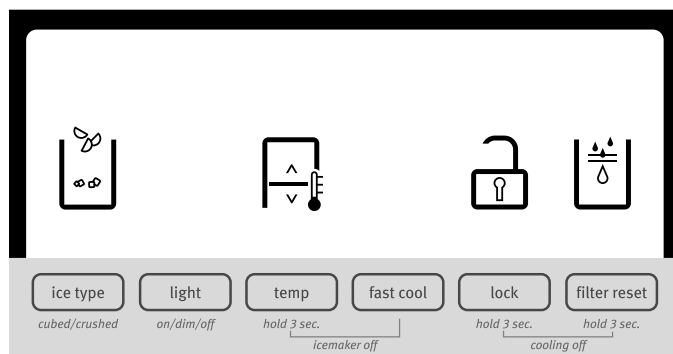 ice type light temp fast cool lock filter reset
cubed/crushed on/dim/off hold 3 sec. hold 3 sec. hold 3 sec.
icemaker off cooling off